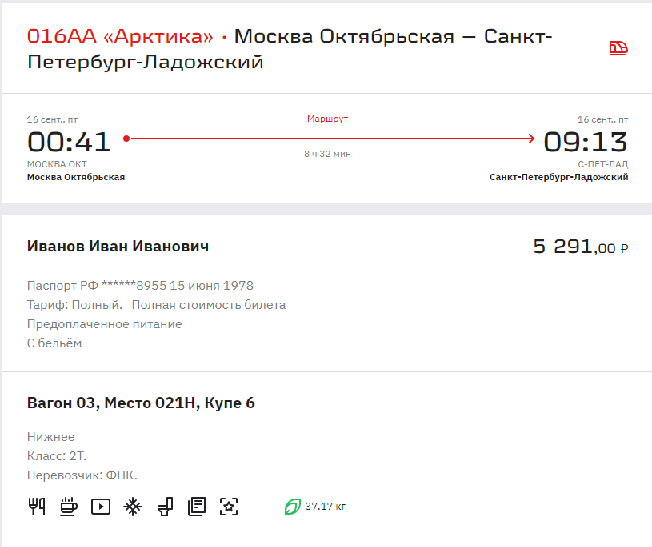 016АА «Арктика» • Москва Октябрьская — Санкт-
Петербург-Ладожский
16 сент., пт
Маршрут
16 сент., пт
00:41
09:13
8 ч 32 мин
МОСКВА ОКТ
С-ПЕТ-ЛАД
Москва Октябрьская
Санкт-Петербург-Ладожский
Иванов Иван Иванович
5 291,00 ₽
Паспорт РФ ******8955 15 июня 1978
Тариф: Полный. Полная стоимость билета
Предоплаченное питание
С бельём
Вагон 03, Место 021Н, Купе 6
Нижнее
Класс: 2Т.
Перевозчик: ФПК.
37.17 кг